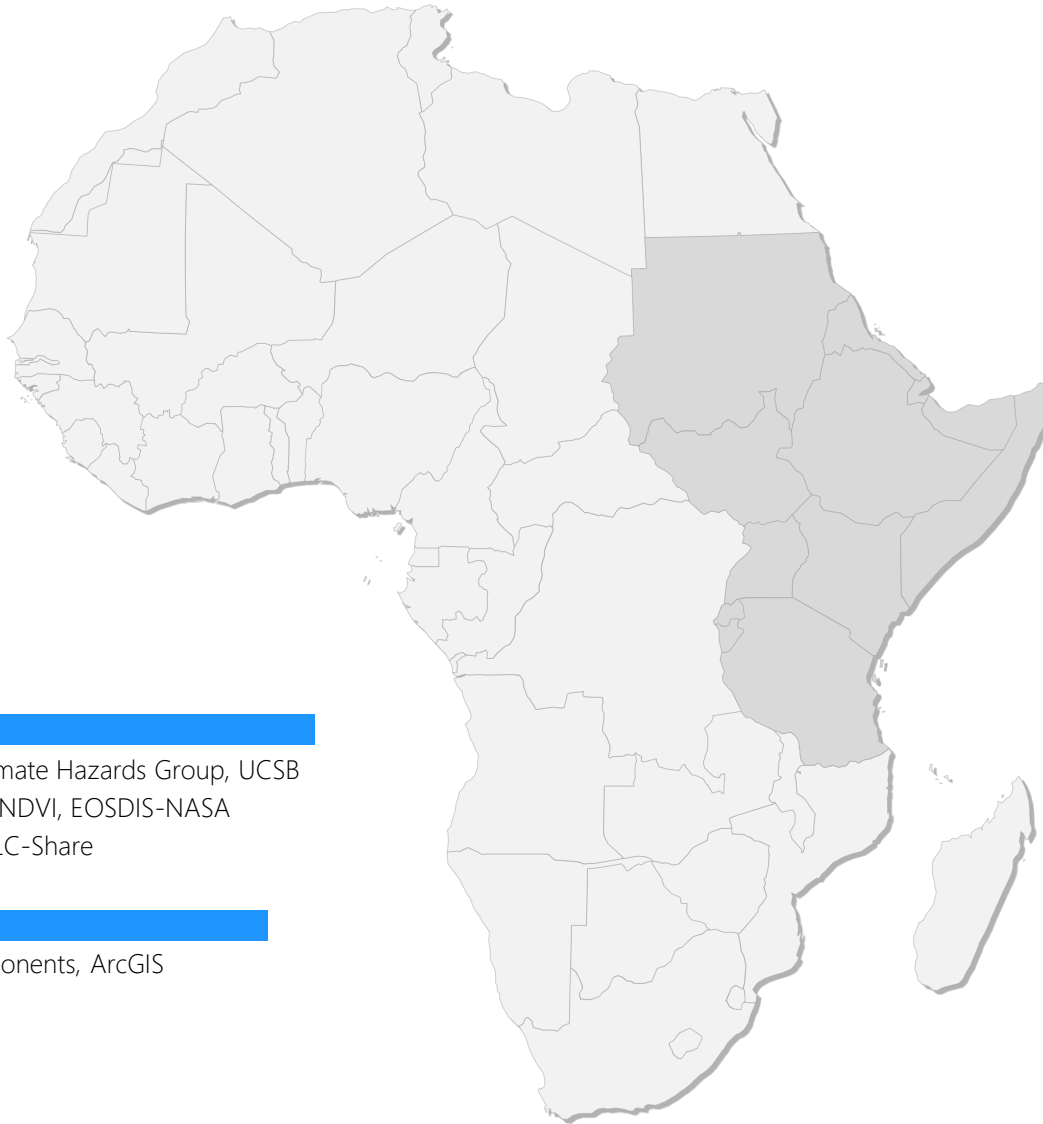 mate Hazards Group, UCSB
NDVI, EOSDIS-NASA
LC-Share
onents, ArcGIS